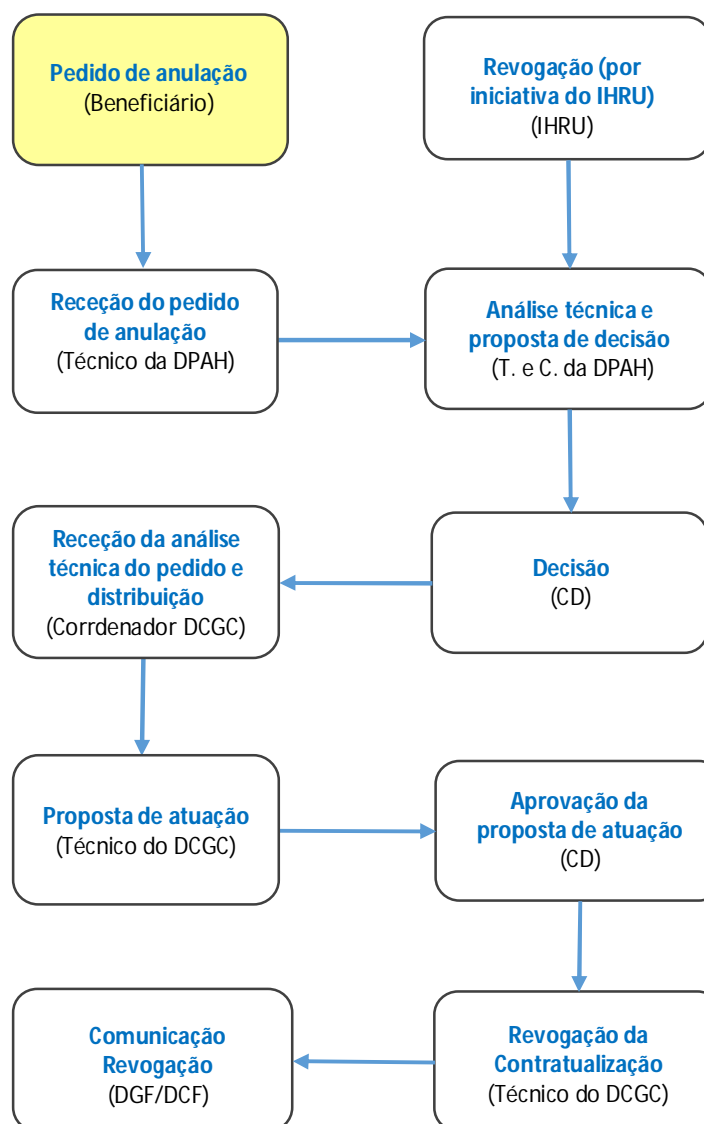 Pedido de anulação
(Beneficiário)
Revogação (por
iniciativa do IHRU)
(IHRU)
Receção do pedido
de anulação
(Técnico da DPAH)
Análise técnica e
proposta de decisão
(T. e C. da DPAH)
Decisão
(CD)
Receção da análise
técnica do pedido e
distribuição
(Corrdenador DCGC)
Proposta de atuação
(Técnico do DCGC)
Aprovação da
proposta de atuação
(CD)
Revogação da
Contratualização
(Técnico do DCGC)
Comunicação
Revogação
(DGF/DCF)